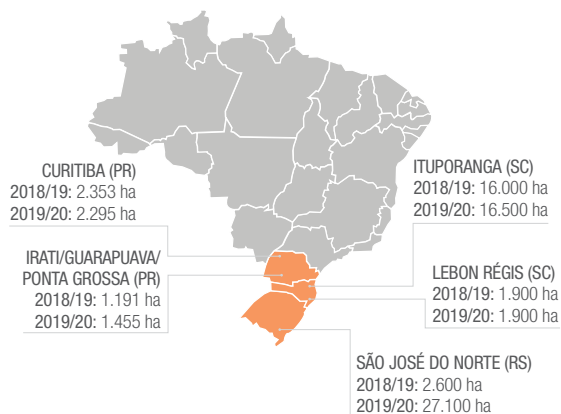 CURITIBA (PR)
2018/19: 2.353 ha
2019/20: 2.295 ha
IRATI/GUARAPUAVA/
PONTA GROSSA (PR)
2018/19: 1.191 ha
2019/20: 1.455 ha
ITUPORANGA (SC)
2018/19: 16.000 ha
2019/20: 16.500 ha
LEBON RÉGIS (SC)
2018/19: 1.900 ha
2019/20: 1.900 ha
SÃO JOSÉ DO NORTE (RS)
2018/19: 2.600 ha
2019/20: 27.100 ha